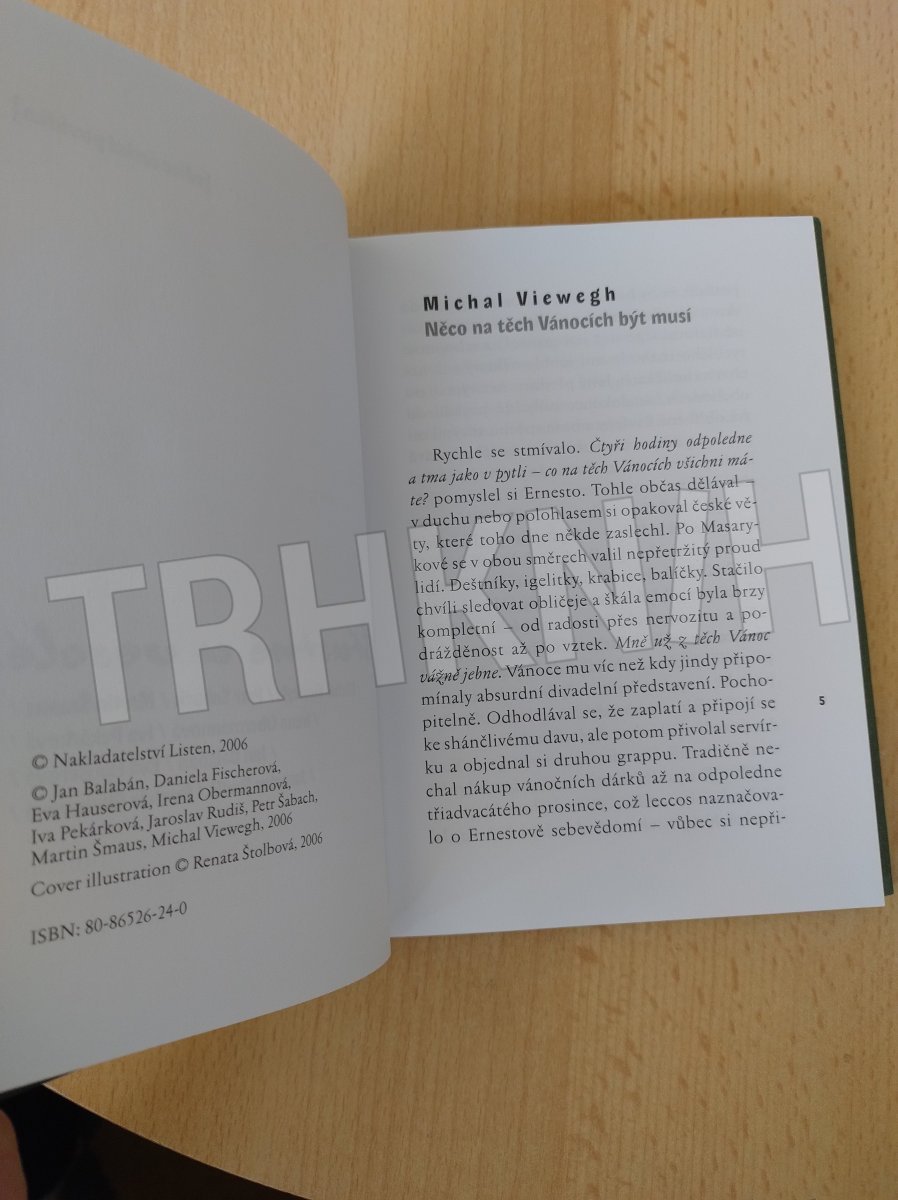 © Nakladatelství Listen, 2006
© Jan Balabán, Daniela Fischerová,
Eva Hauserová, Irena Obermannová,
Iva Pekárková, Jaroslav Rudiš, Petr Šabach,
Martin Šmaus, Michal Viewegh, 2006
Cover illustration © Renata Štolbová, 2006
ISBN: 80-86526-24-0
Michal Viewegh
Něco na těch Vánocích být musí
Rychle se stmívalo. Čtyři hodiny odpoledne
a tma jako v pytli – co na těch Vánocích všichni má-
te? pomyslel si Ernesto. Tohle občas dělával –
v duchu nebo polohlasem si opakoval české vě-
ty, které toho dne někde zaslechl. Po Masary-
kově se v obou směrech valil nepřetržitý proud
lidí. Deštníky, igelitky, krabice, balíčky. Stačilo
chvíli sledovat obličeje a škála emocí byla brzy
kompletní – od radosti přes nervozitu a po-
drážděnost až po vztek. Mně už z těch Vánoc
vážně jebne. Vánoce mu víc než kdy jindy připo-
mínaly absurdní divadelní představení. Pocho-
pitelně. Odhodlával se, že zaplatí a připojí se
ke shánčlivému davu, ale potom přivolal servír-
ku a objednal si druhou grappu. Tradičně ne-
chal nákup vánočních dárků až na odpoledne
třiadvacátého prosince, což leccos naznačova-
lo o Ernestově sebevědomí – vůbec si nepři-
5
TRH KNIH